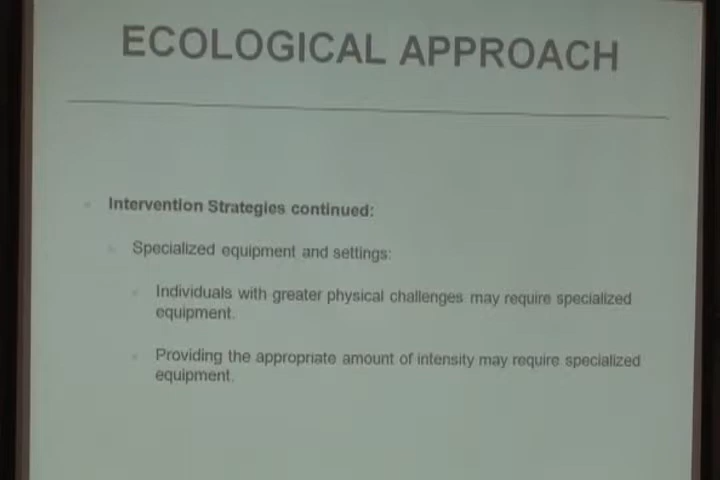 ECOLOGICAL APPROACH
Intervention Strategies continued:
Specialized equipment and settings:
Individuals with greater physical challenges may require specialized
equipment.
Providing the appropriate amount of intensity may require specialized
equipment.